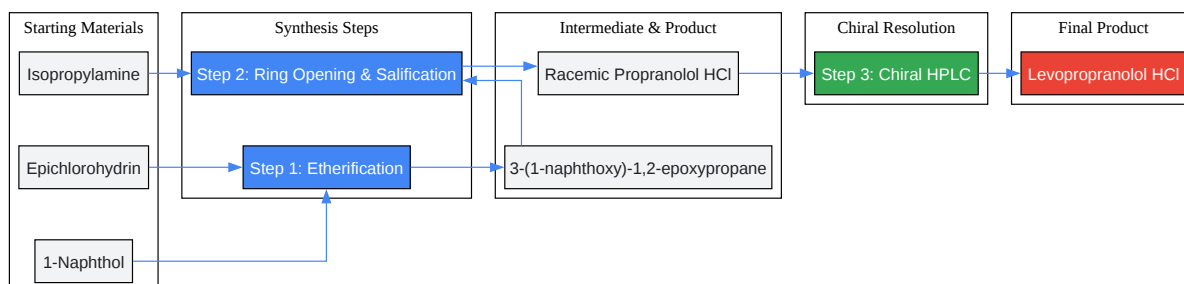 Starting Materials
Synthesis Steps
Intermediate & Product
Chiral Resolution
Final Product
Isopropylamine
Step 2: Ring Opening & Salification
Racemic Propranolol HCl
Step 3: Chiral HPLC
Levopropranolol HCl
Epichlorohydrin
Step 1: Etherification
3-(1-naphthoxy)-1,2-epoxypropane
1-Naphthol